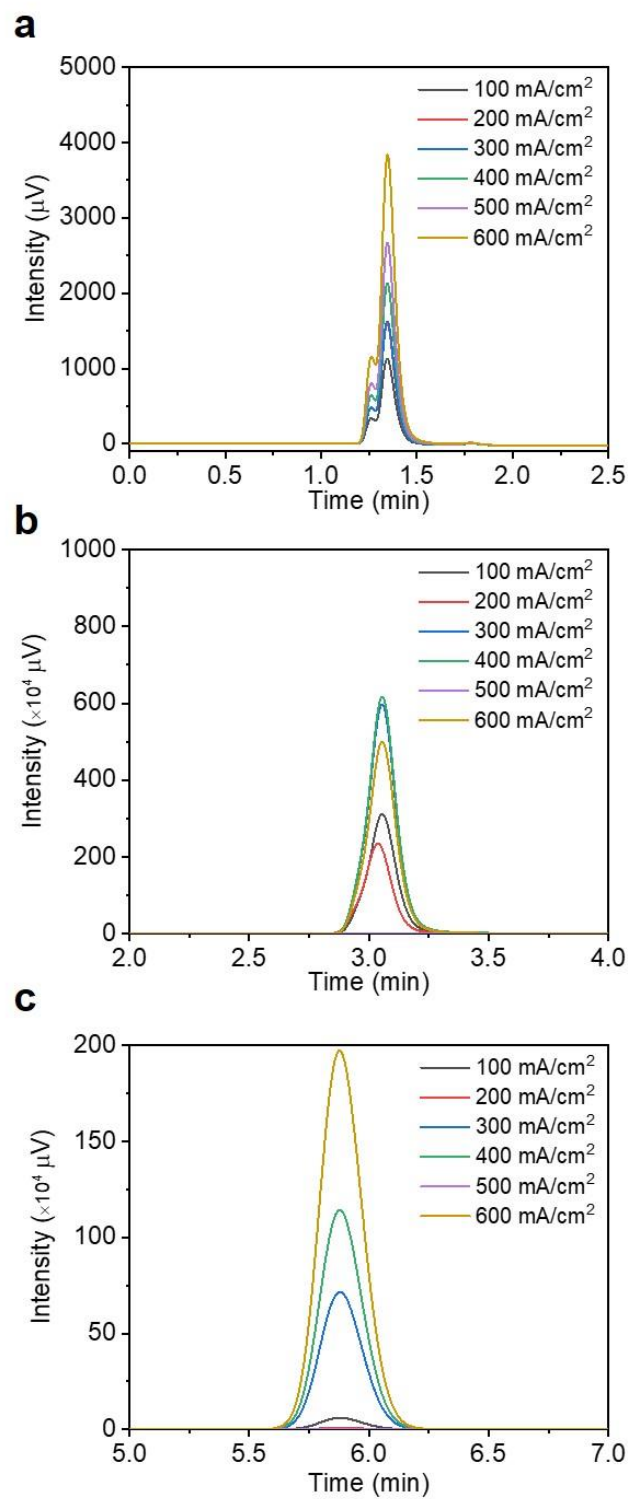 a
5000
4000
3000
2000
1000
0
Intensity (µV)
100 mA/cm²
200 mA/cm²
300 mA/cm²
400 mA/cm²
500 mA/cm²
600 mA/cm²
0.0 0.5 1.0 1.5 2.0 2.5
Time (min)
b
1000
800
600
400
200
0
Intensity (×10⁴ µV)
100 mA/cm²
200 mA/cm²
300 mA/cm²
400 mA/cm²
500 mA/cm²
600 mA/cm²
2.0 2.5 3.0 3.5 4.0
Time (min)
c
200
150
100
50
0
Intensity (×10⁴ µV)
100 mA/cm²
200 mA/cm²
300 mA/cm²
400 mA/cm²
500 mA/cm²
600 mA/cm²
5.0 5.5 6.0 6.5 7.0
Time (min)